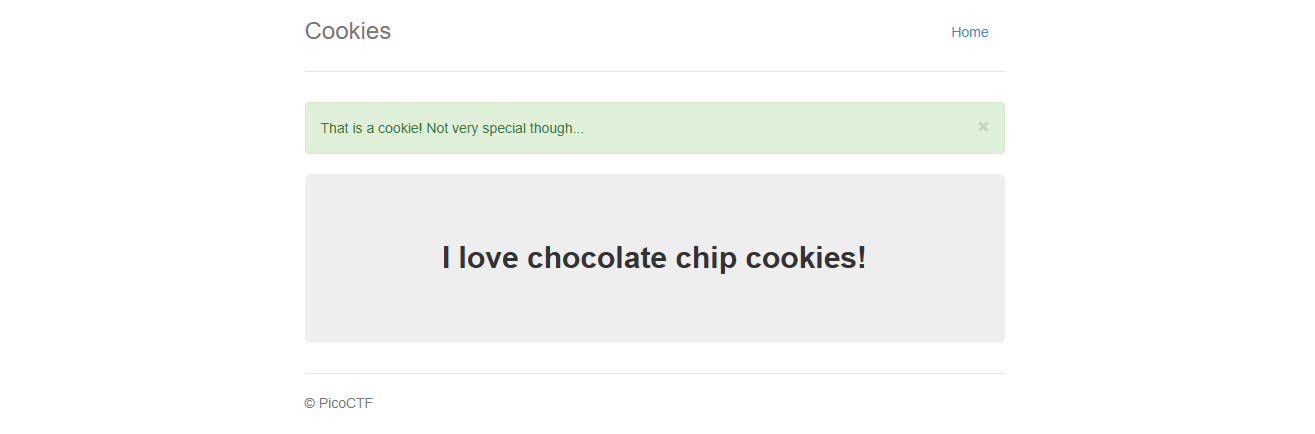 Cookies
Home
That is a cookie! Not very special though...
×
I love chocolate chip cookies!
© PicoCTF